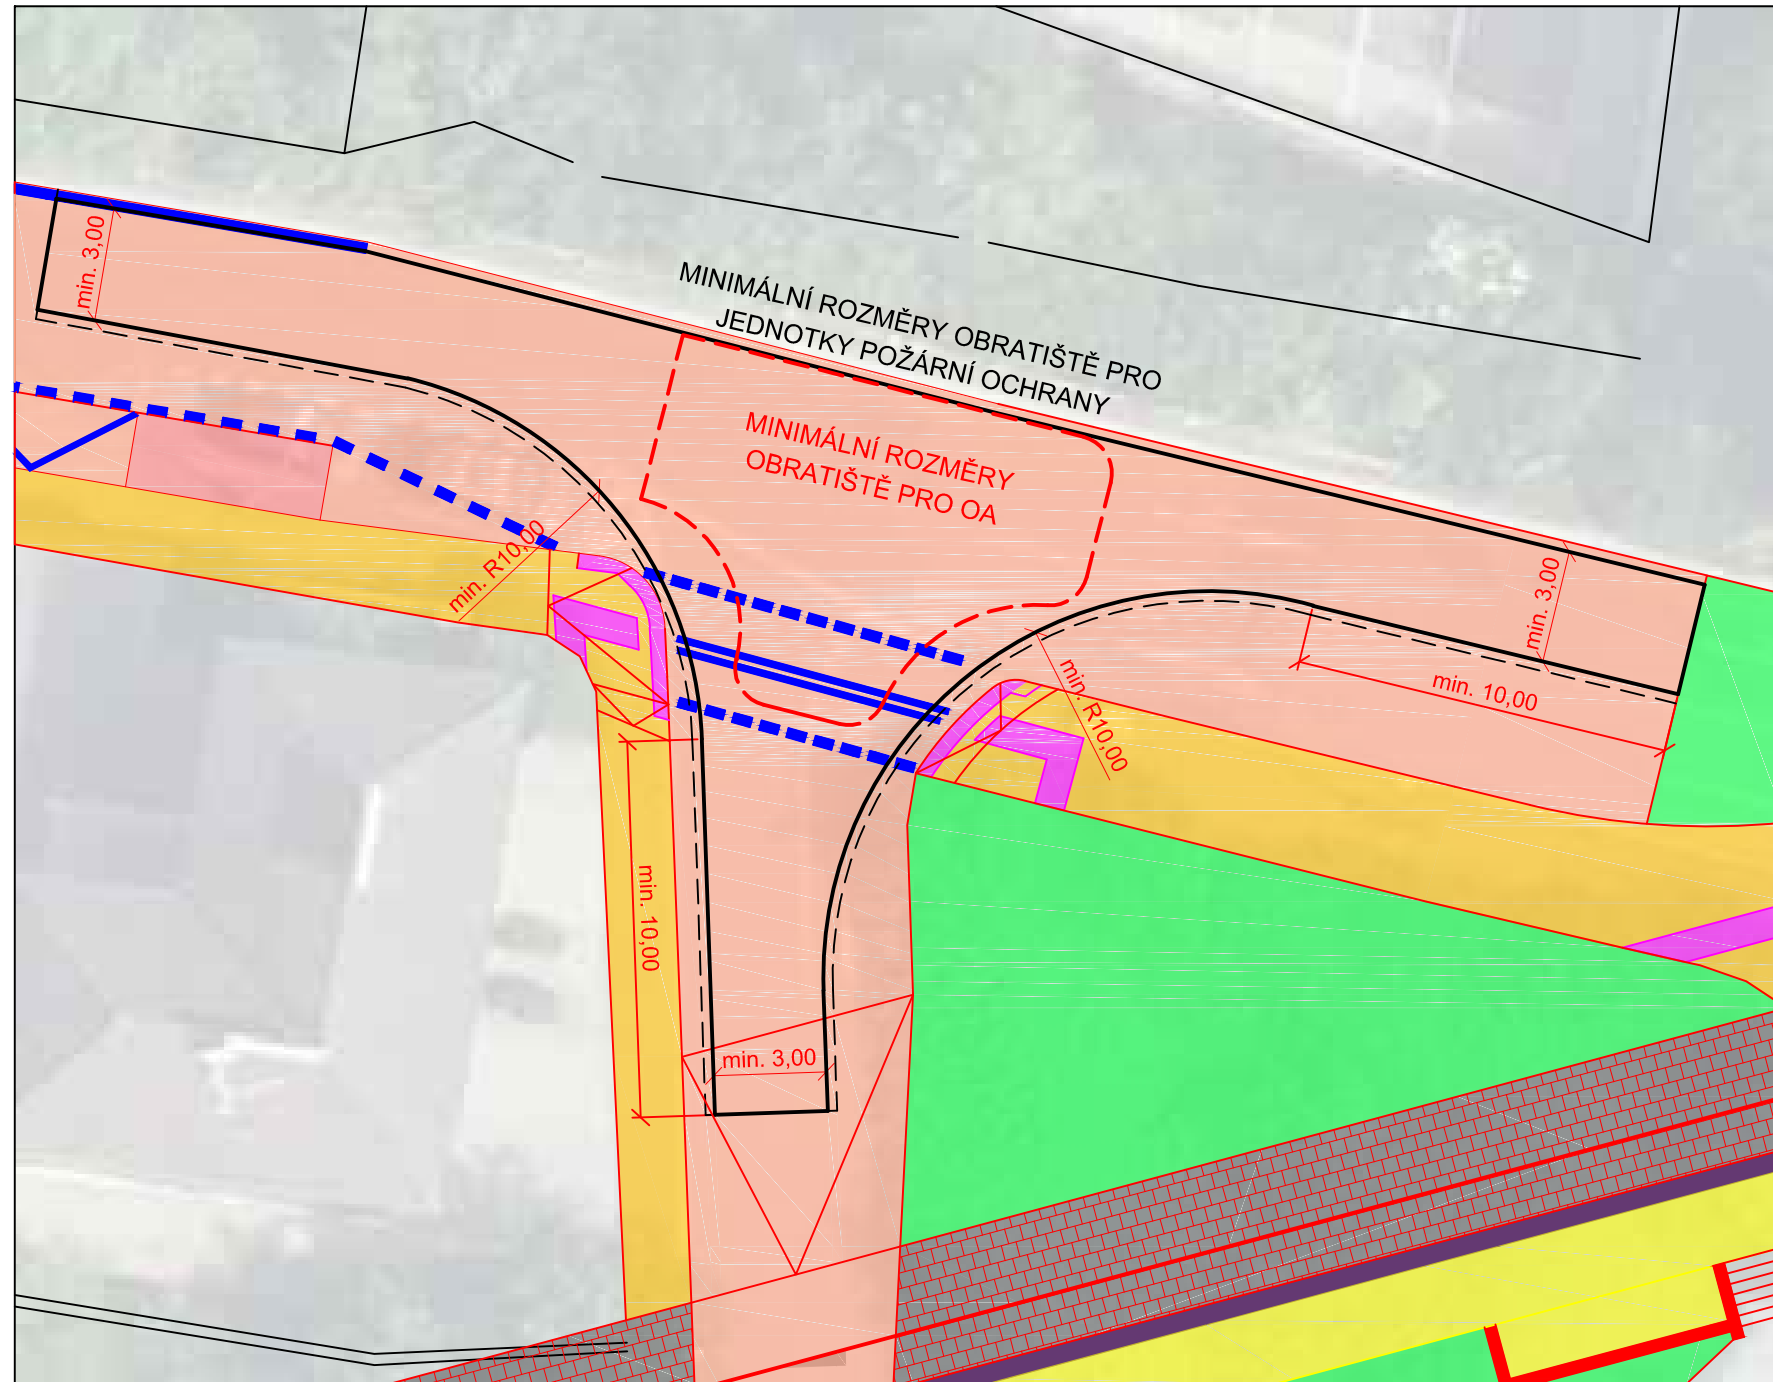 min. 3,00
MINIMÁLNÍ ROZMĚRY OBRATIŠTĚ PRO
JEDNOTKY POŽÁRNÍ OCHRANY
MINIMÁLNÍ ROZMĚRY
OBRATIŠTĚ PRO OA
min. R10,00
min. 3,00
min. R10,00
min. 10,00
min. 10,00
min. 3,00